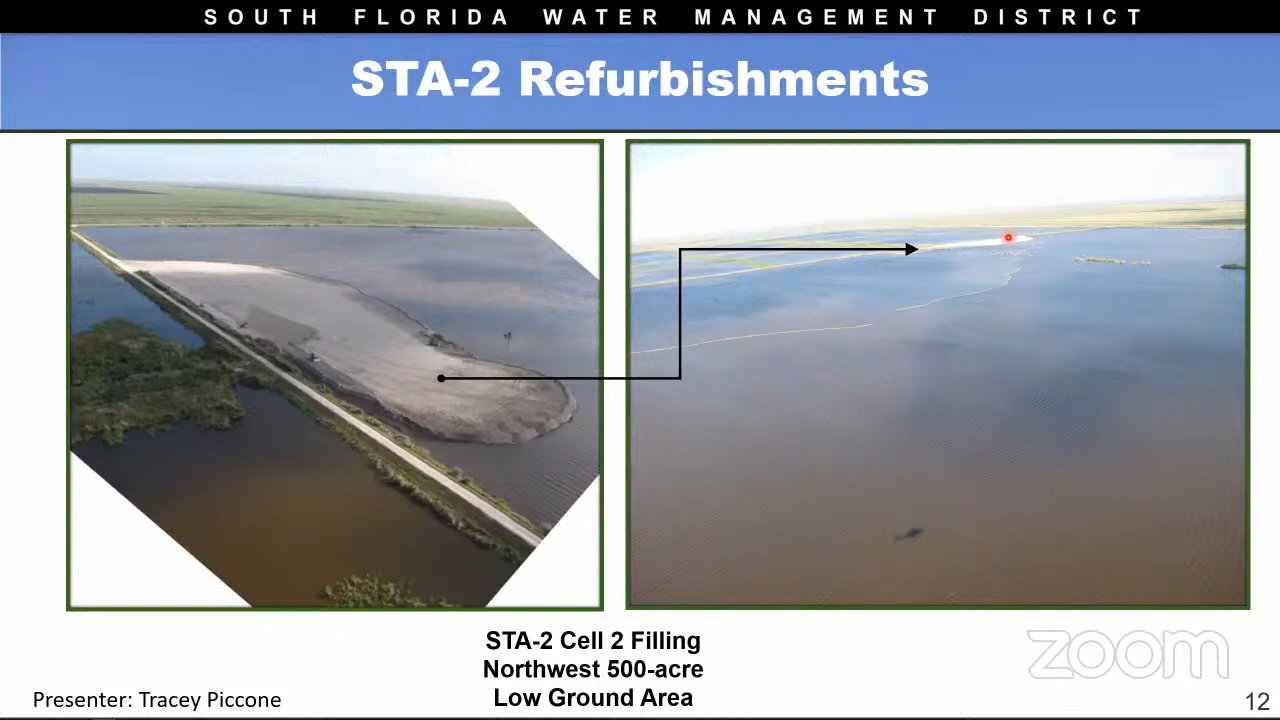 SOUTH FLORIDA WATER MANAGEMENT DISTRICT
STA-2 Refurbishments
STA-2 Cell 2 Filling
Northwest 500-acre
Low Ground Area
zoom
Presenter: Tracey Piccone
12